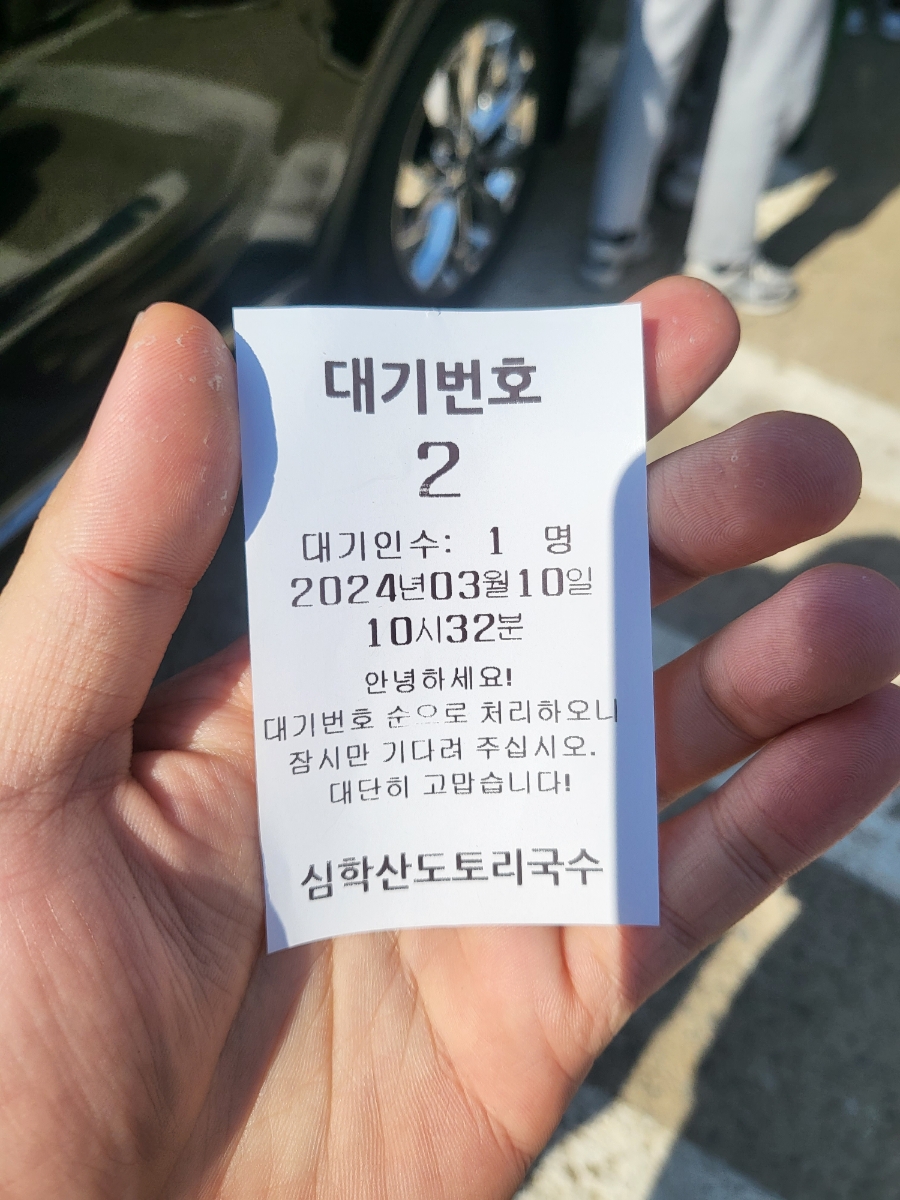 대기번호
2
대기인수: 1 명
2024년03월10일
10시32분
안녕하세요!
대기번호 순으로 처리하오니
잠시만 기다려 주십시오.
대단히 고맙습니다!
심학산도토리국수